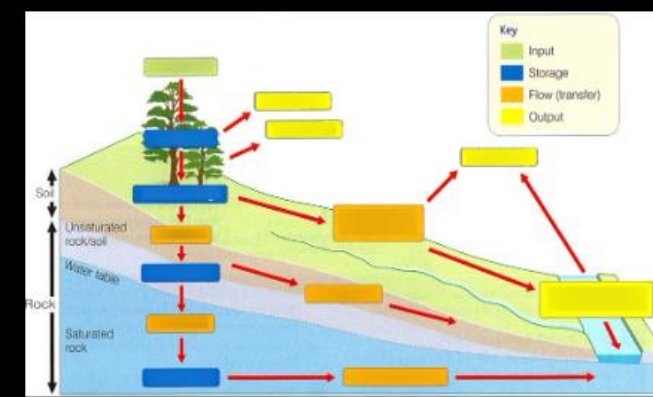 Key
Input
Storage
Flow (transfer)
Output
Soil
Unsaturated
rock/soil
Water table
Rock
Saturated
rock